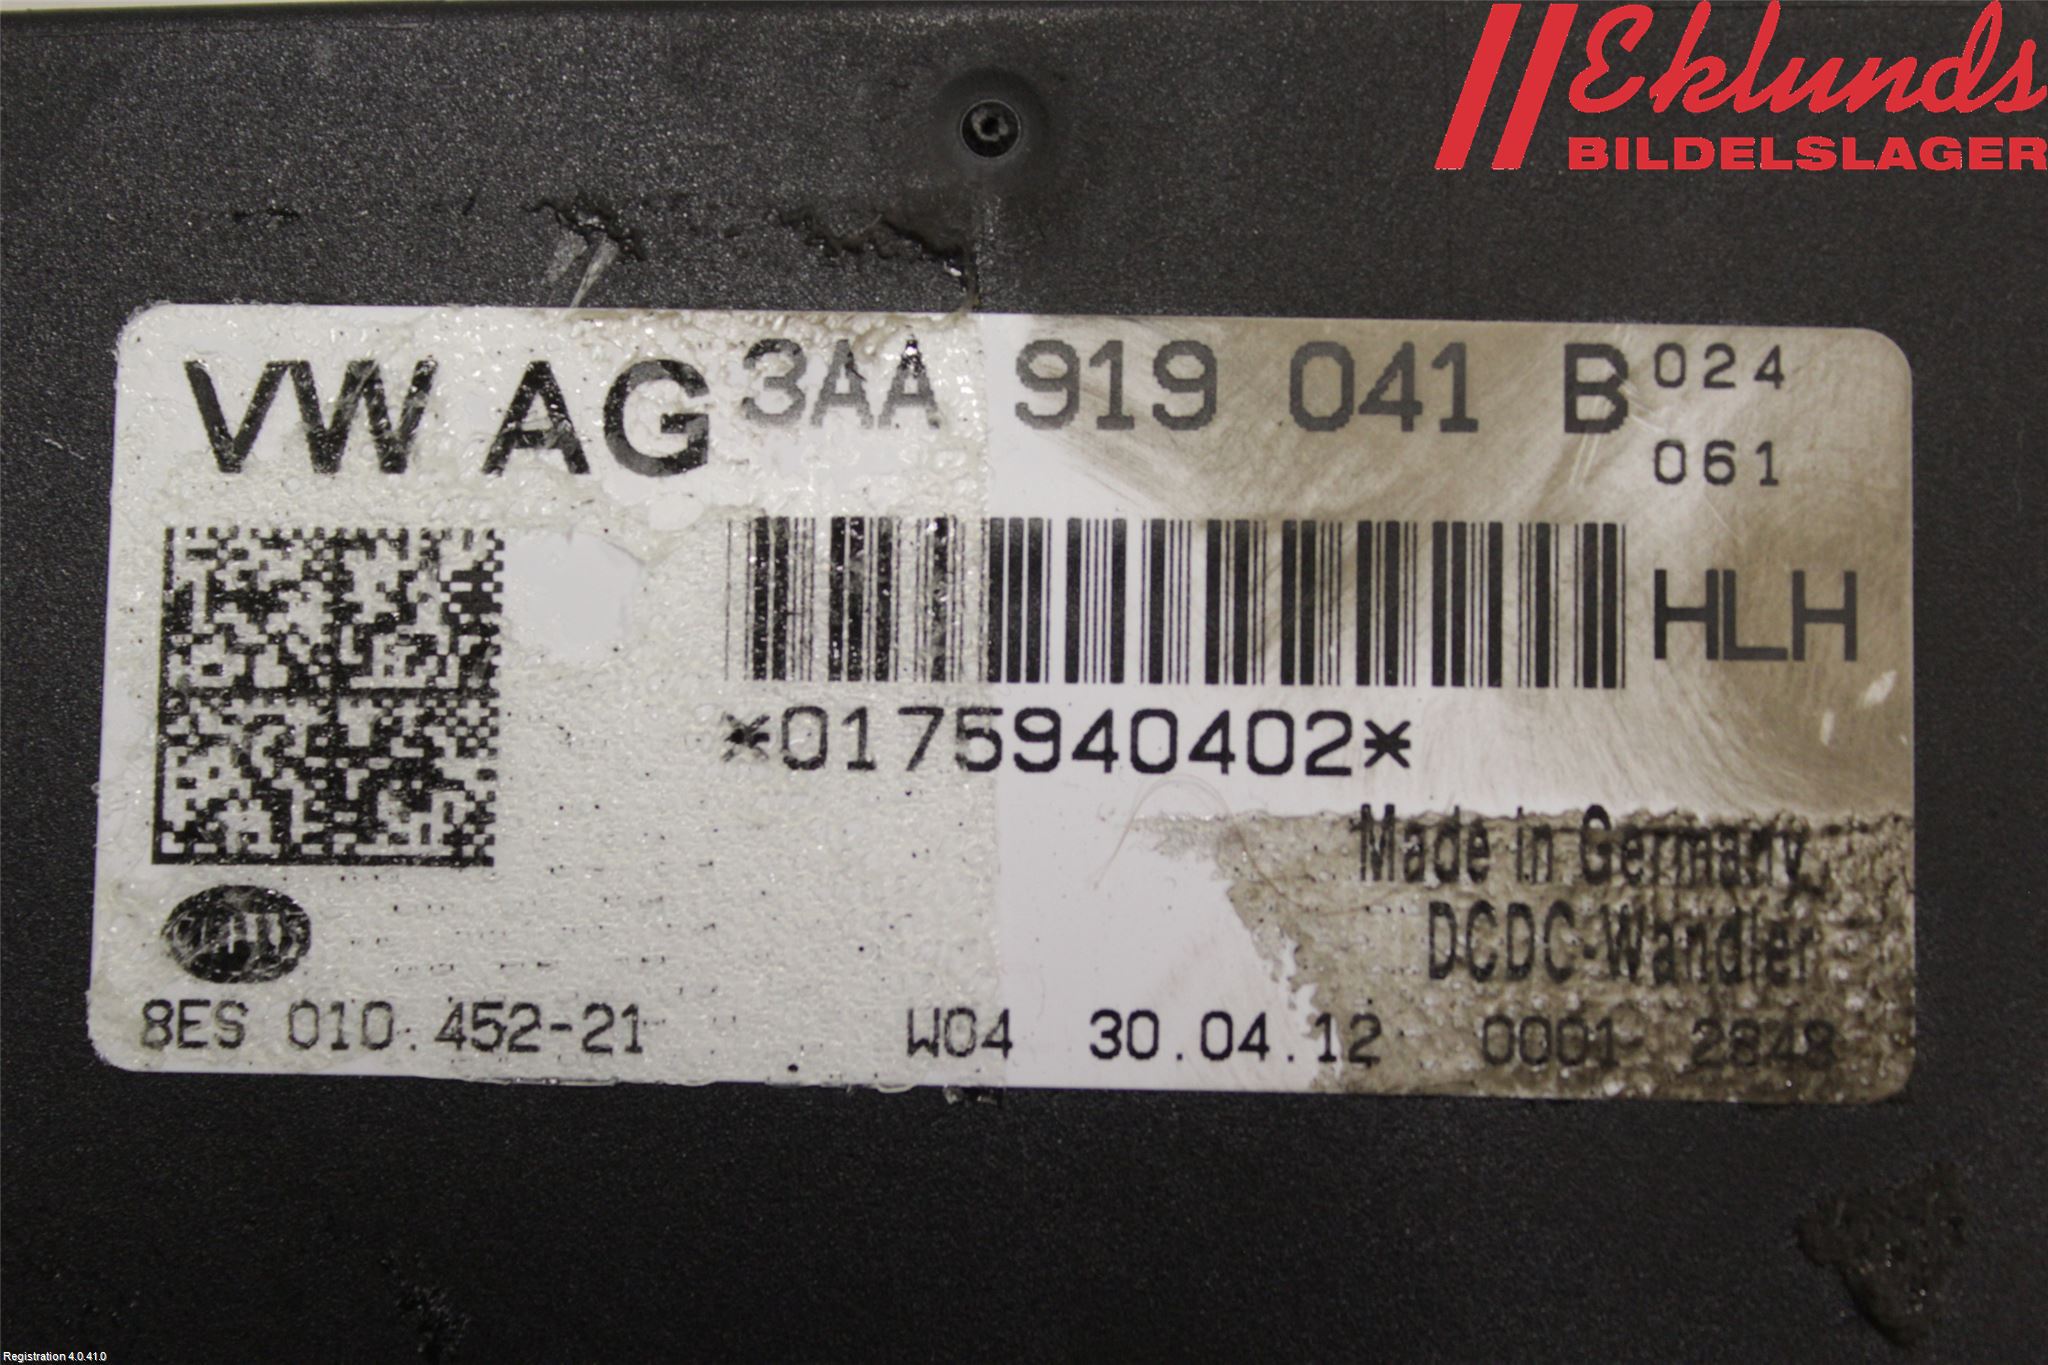 Eklunds
BILDELSLAGER
VW AG 3AA 919 041 B 024
061
HLH
*0175940402*
Made in Germany
DCDC-Wandler
8ES 010.452-21 W04 30.04.12 0001 2848
Registration 4.0.41.0